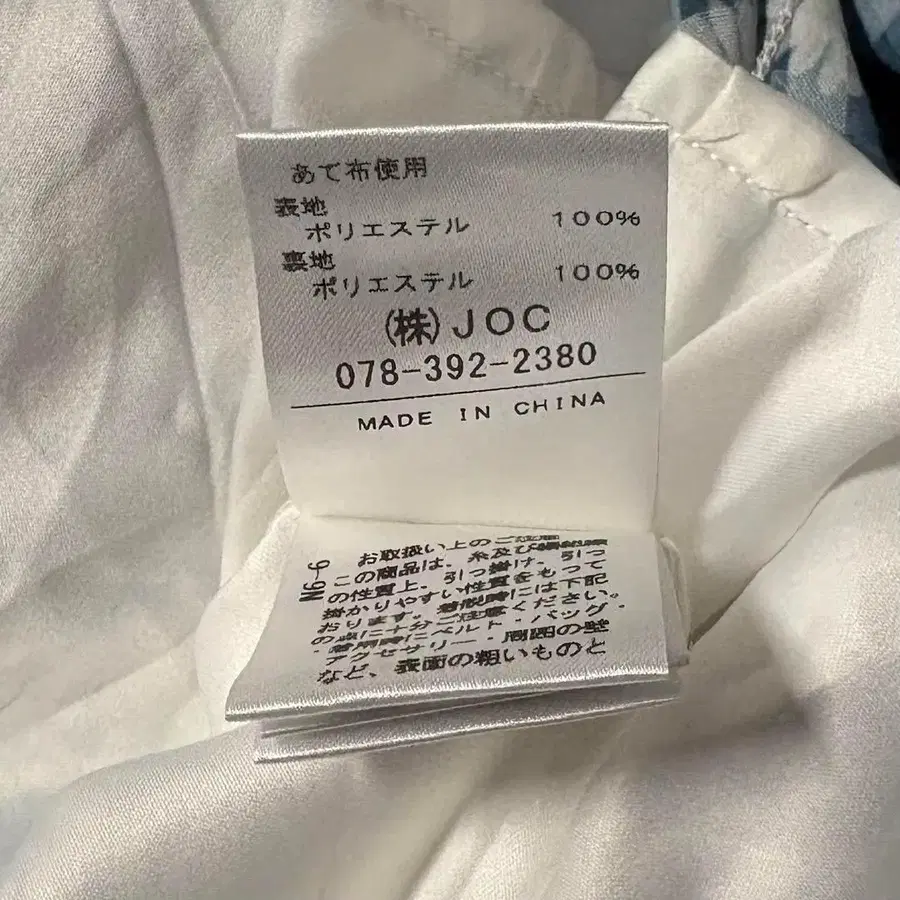 あて布使用
表地
ポリエステル 100%
裏地
ポリエステル 100%
(株)JOC
078-392-2380
MADE IN CHINA
N6-9
お取扱い上のご注意
この商品は、糸及び組織
の性質上、引っ掛け、引っ
掛かりやすい性質をもって
おります。着脱時には下記
の点に十分ご注意ください。
・着用時にベルト・バッグ・
アクセサリー・周囲の壁
など、表面の粗いものと